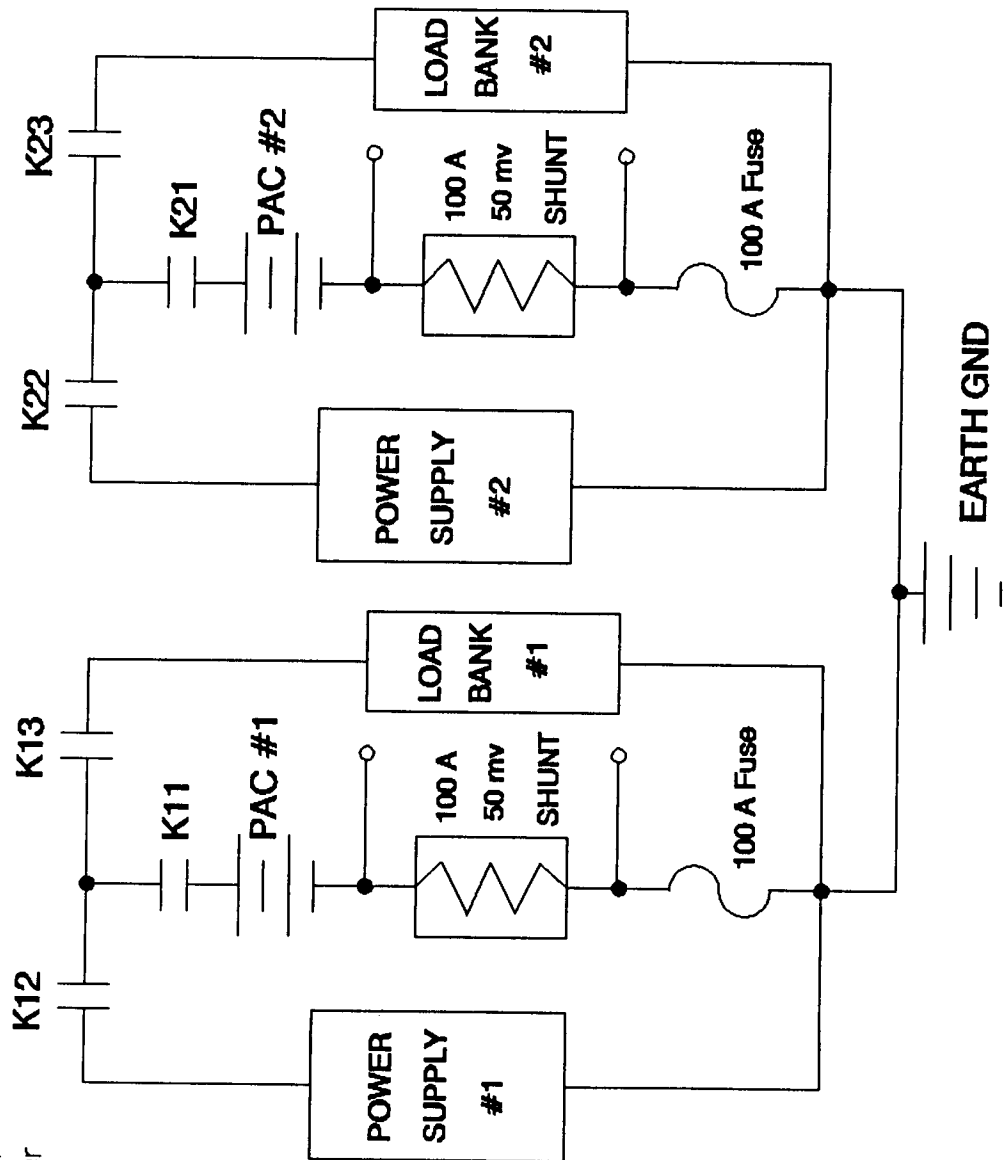 K12
K13
K22
K23
K11
PAC #1
K21
PAC #2
POWER
SUPPLY
#1
100 A
50 mv
SHUNT
LOAD
BANK
#1
POWER
SUPPLY
#2
100 A
50 mv
SHUNT
LOAD
BANK
#2
100 A Fuse
100 A Fuse
EARTH GND